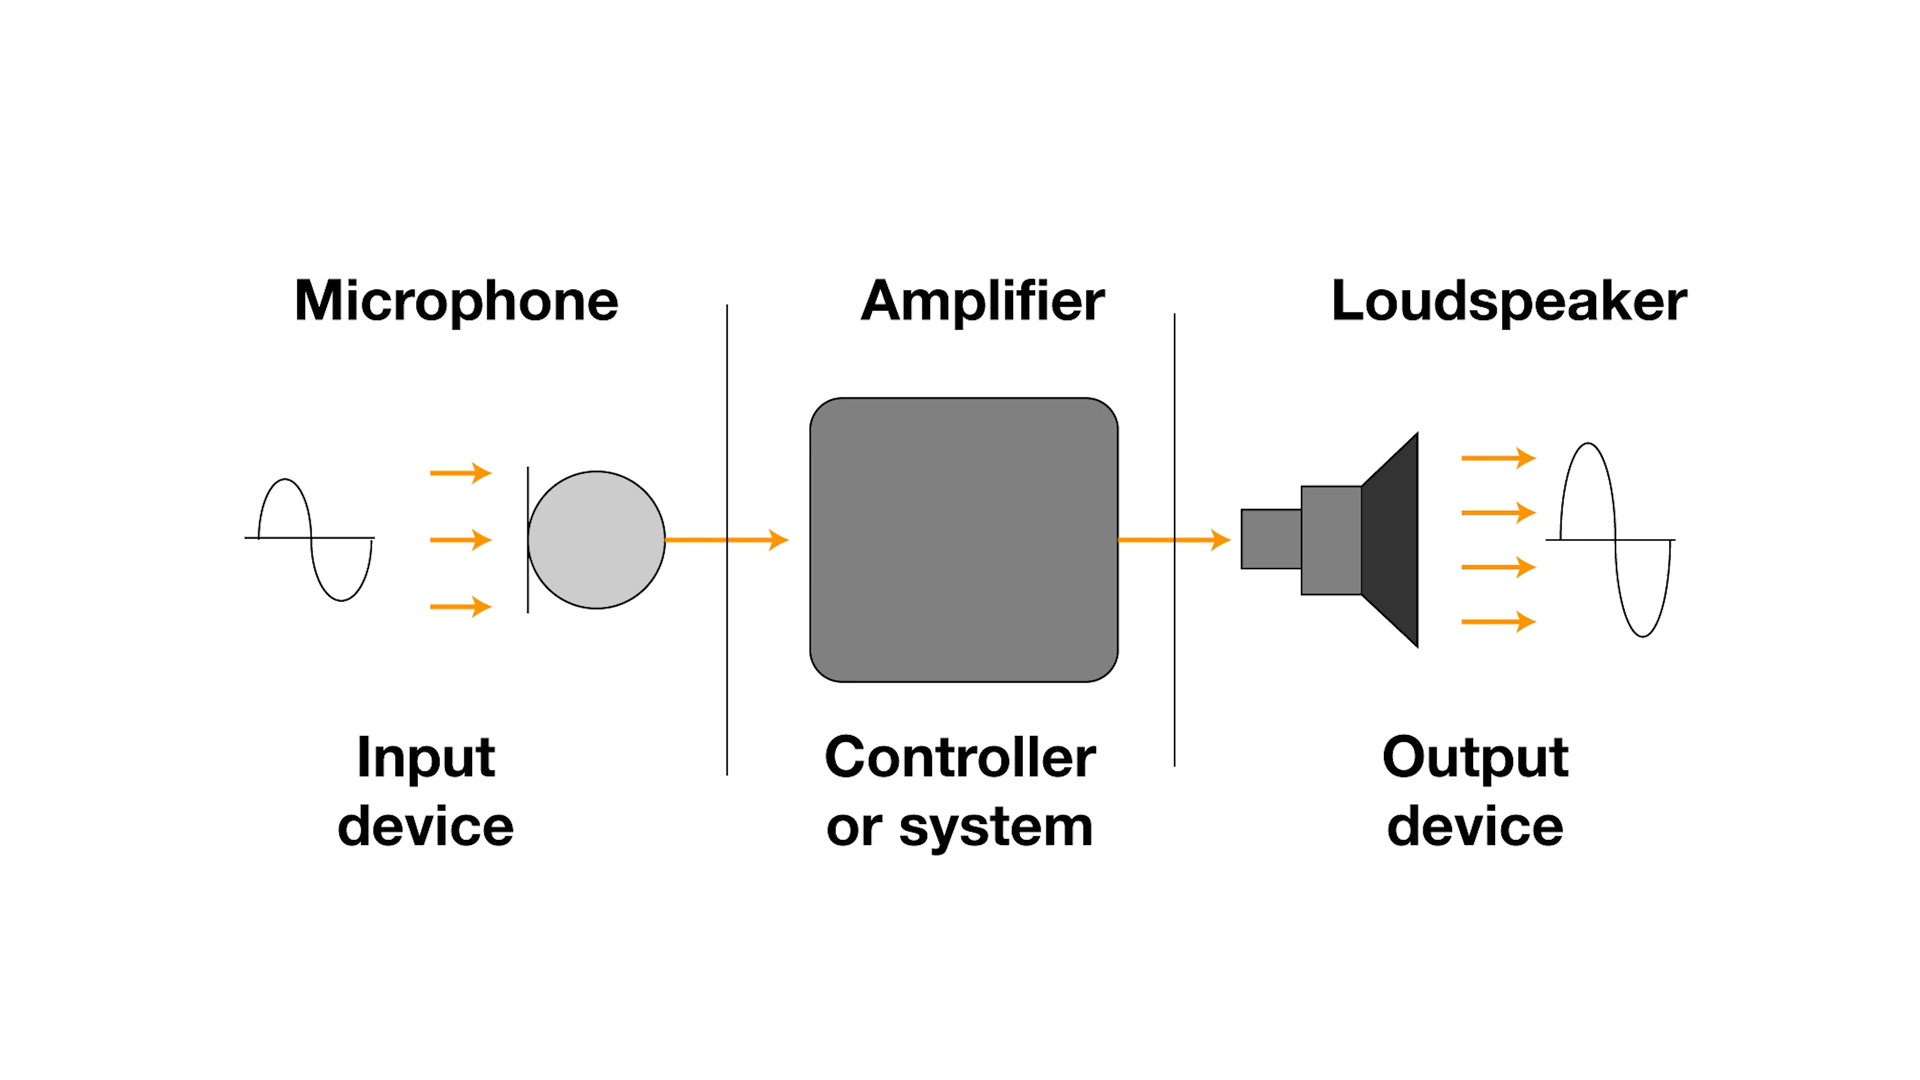 Microphone
Amplifier
Loudspeaker
Input
device
Controller
or system
Output
device